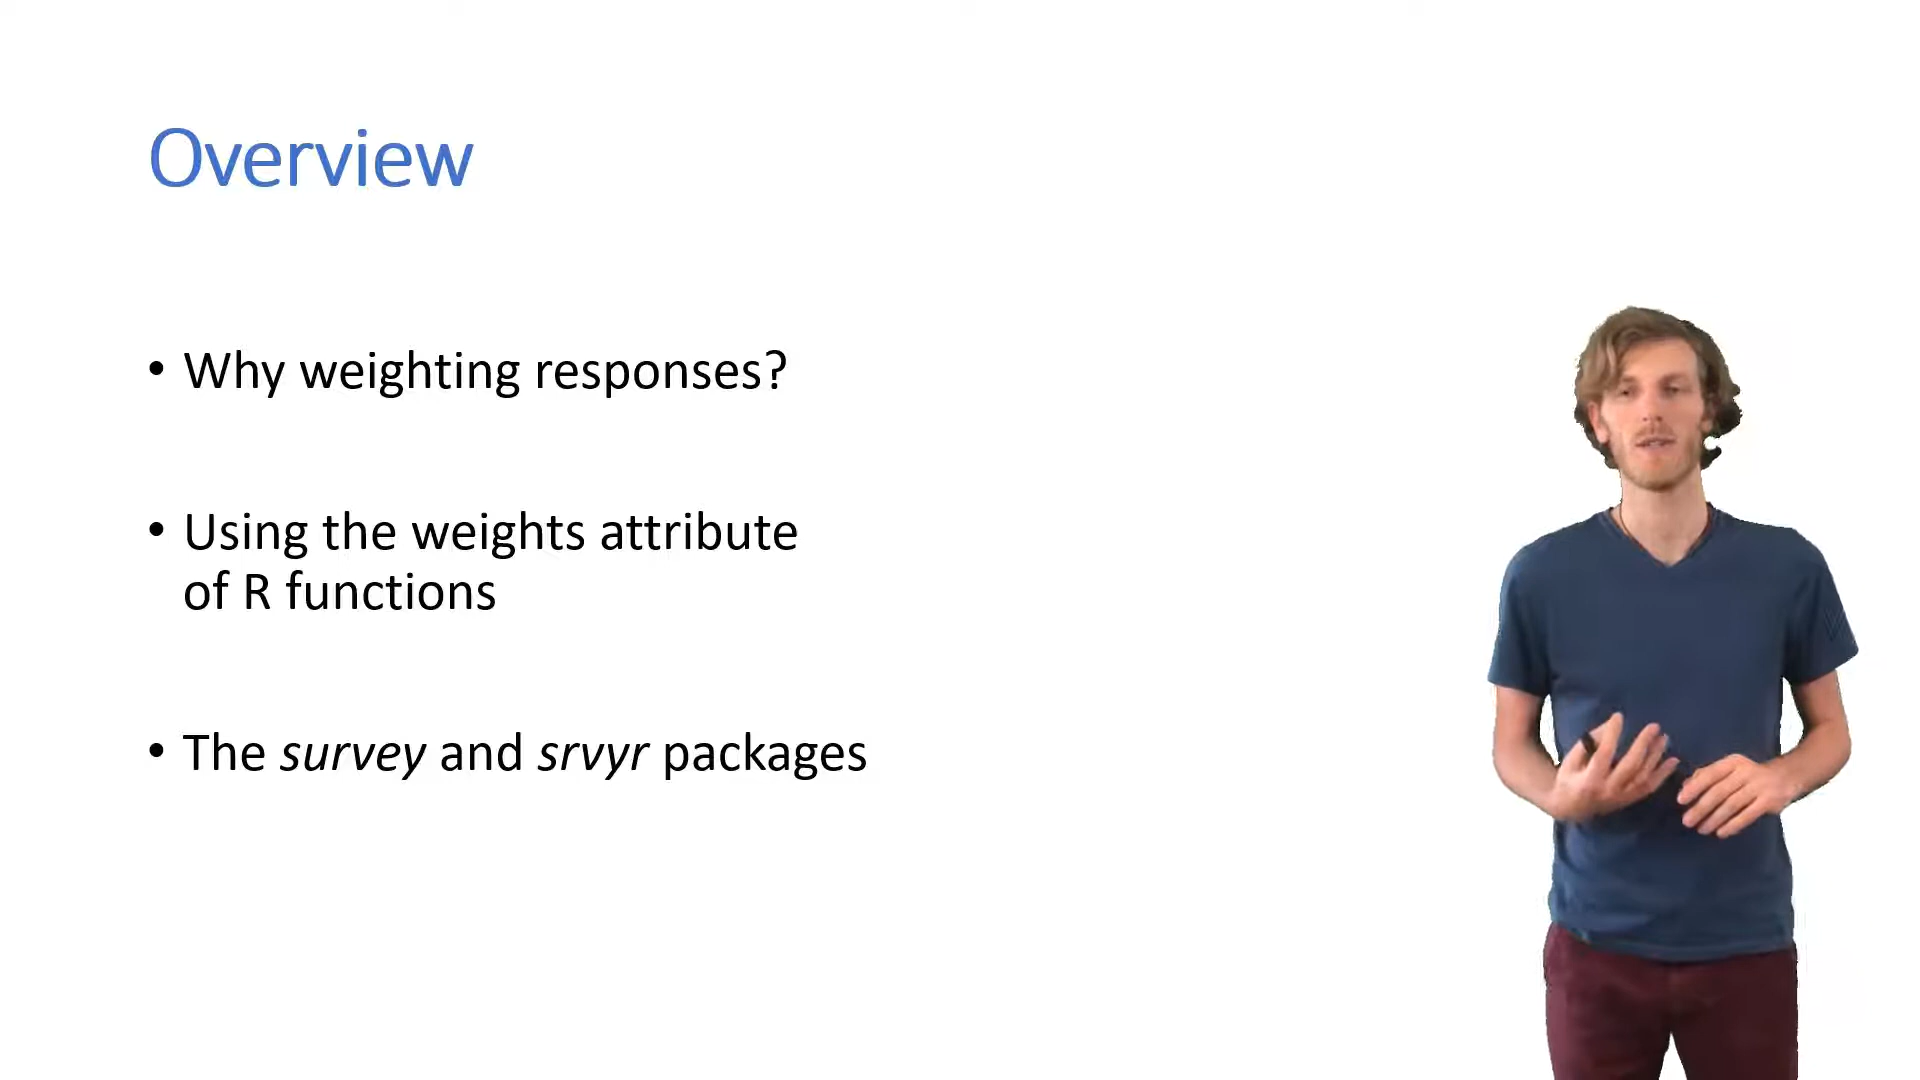 Overview
• Why weighting responses?
• Using the weights attribute
of R functions
• The survey and srvyr packages